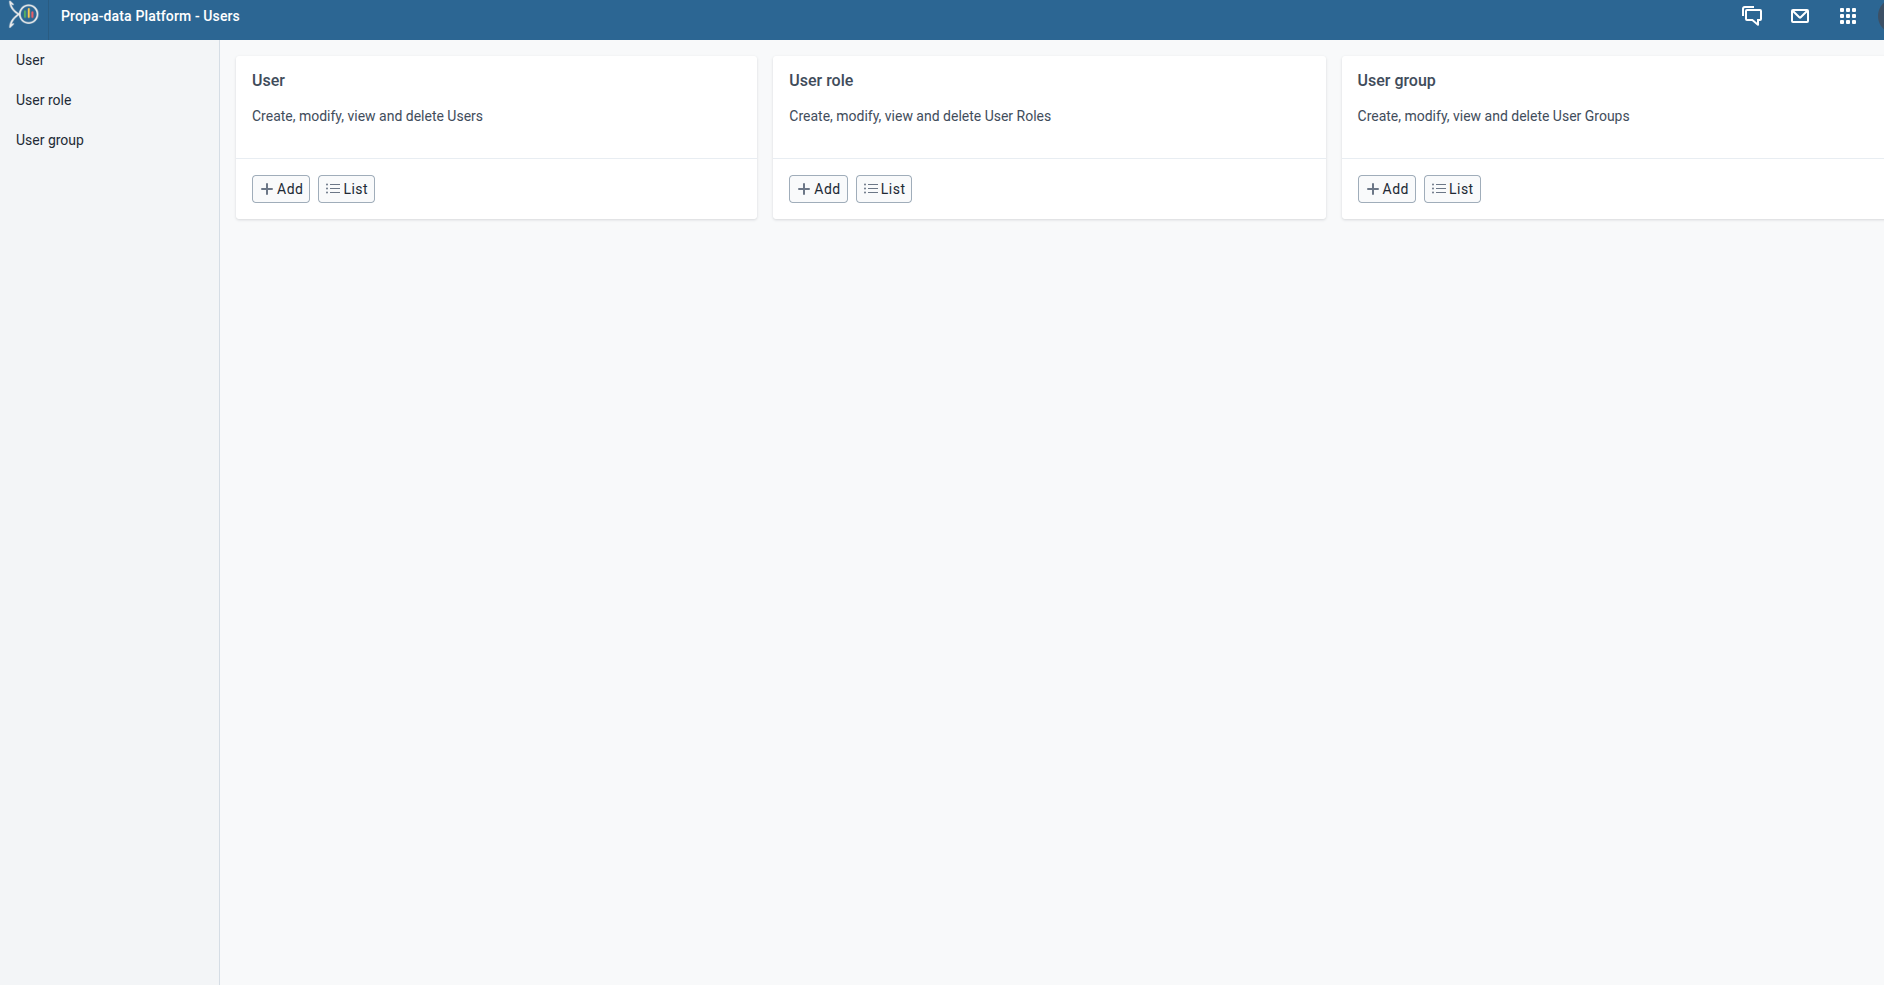 Propa-data Platform - Users
User
User role
User group
User
Create, modify, view and delete Users
Add
List
User role
Create, modify, view and delete User Roles
Add
List
User group
Create, modify, view and delete User Groups
Add
List